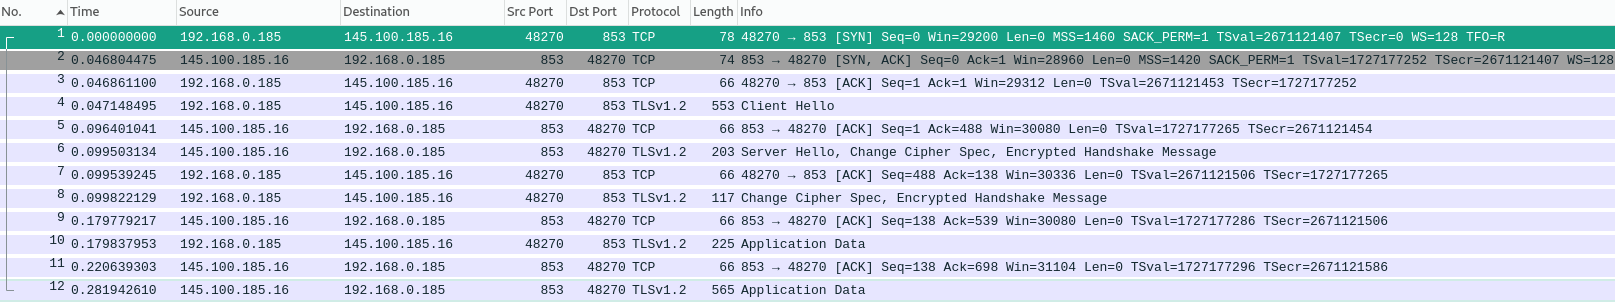 No. Time Source Destination Src Port Dst Port Protocol Length Info
1 0.000000000 192.168.0.185 145.100.185.16 48270 853 TCP 78 48270 → 853 [SYN] Seq=0 Win=29200 Len=0 MSS=1460 SACK_PERM=1 TSval=2671121407 TSecr=0 WS=128 TFO=R
2 0.046804475 145.100.185.16 192.168.0.185 853 48270 TCP 74 853 → 48270 [SYN, ACK] Seq=0 Ack=1 Win=28960 Len=0 MSS=1420 SACK_PERM=1 TSval=1727177252 TSecr=2671121407 WS=128
3 0.046861100 192.168.0.185 145.100.185.16 48270 853 TCP 66 48270 → 853 [ACK] Seq=1 Ack=1 Win=29312 Len=0 TSval=2671121453 TSecr=1727177252
4 0.047148495 192.168.0.185 145.100.185.16 48270 853 TLSv1.2 553 Client Hello
5 0.096401041 145.100.185.16 192.168.0.185 853 48270 TCP 66 853 → 48270 [ACK] Seq=1 Ack=488 Win=30080 Len=0 TSval=1727177265 TSecr=2671121454
6 0.099503134 145.100.185.16 192.168.0.185 853 48270 TLSv1.2 203 Server Hello, Change Cipher Spec, Encrypted Handshake Message
7 0.099539245 192.168.0.185 145.100.185.16 48270 853 TCP 66 48270 → 853 [ACK] Seq=488 Ack=138 Win=30336 Len=0 TSval=2671121506 TSecr=1727177265
8 0.099822129 192.168.0.185 145.100.185.16 48270 853 TLSv1.2 117 Change Cipher Spec, Encrypted Handshake Message
9 0.179779217 145.100.185.16 192.168.0.185 853 48270 TCP 66 853 → 48270 [ACK] Seq=138 Ack=539 Win=30080 Len=0 TSval=1727177286 TSecr=2671121506
10 0.179837953 192.168.0.185 145.100.185.16 48270 853 TLSv1.2 225 Application Data
11 0.220639303 145.100.185.16 192.168.0.185 853 48270 TCP 66 853 → 48270 [ACK] Seq=138 Ack=698 Win=31104 Len=0 TSval=1727177296 TSecr=2671121586
12 0.281942610 145.100.185.16 192.168.0.185 853 48270 TLSv1.2 565 Application Data